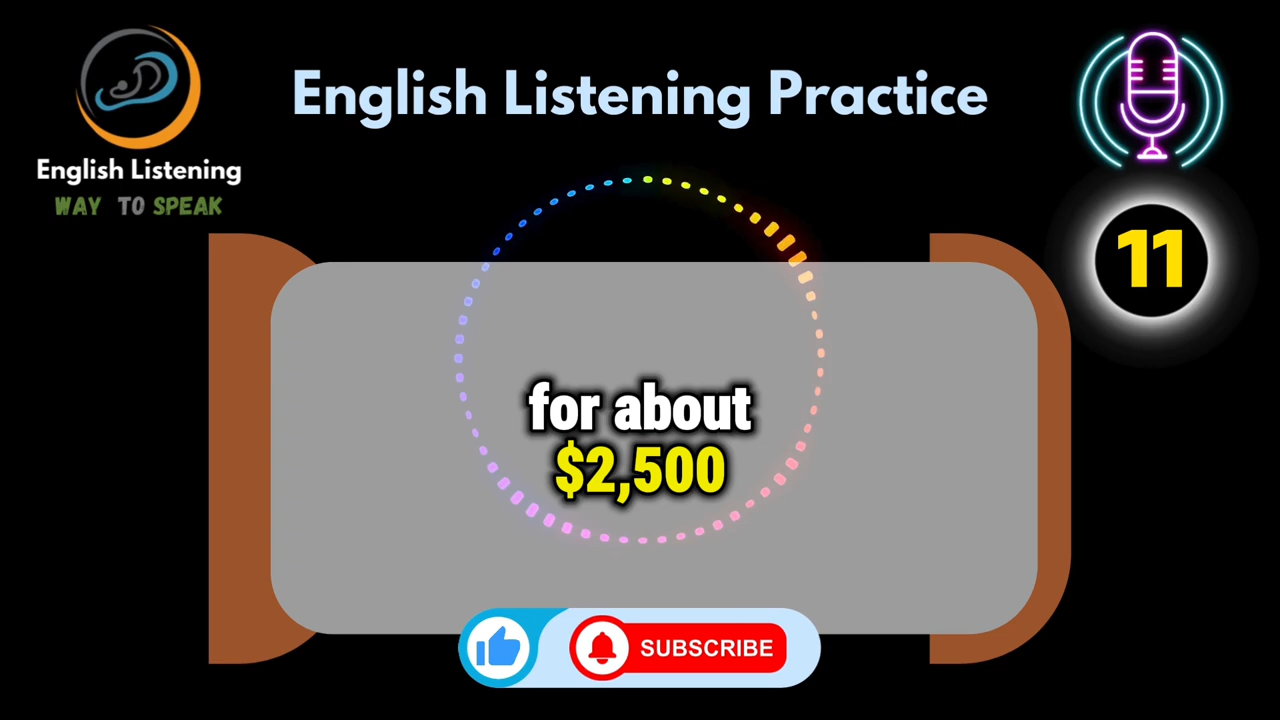 English Listening Practice
English Listening
WAY TO SPEAK
11
for about
$2,500
SUBSCRIBE